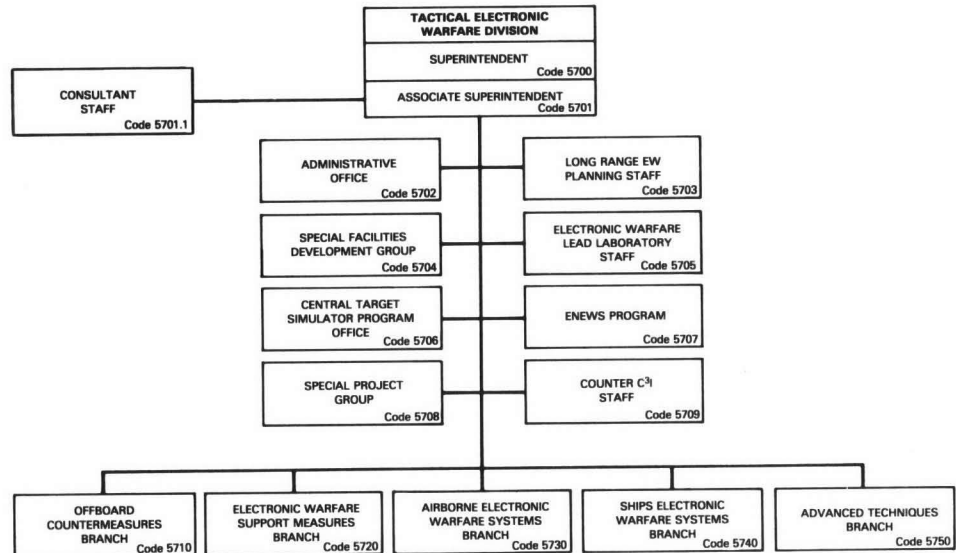 TACTICAL ELECTRONIC
WARFARE DIVISION
SUPERINTENDENT
Code 5700
CONSULTANT
STAFF
Code 5701.1
ASSOCIATE SUPERINTENDENT
Code 5701
ADMINISTRATIVE
OFFICE
Code 5702
LONG RANGE EW
PLANNING STAFF
Code 5703
SPECIAL FACILITIES
DEVELOPMENT GROUP
Code 5704
ELECTRONIC WARFARE
LEAD LABORATORY
STAFF
Code 5705
CENTRAL TARGET
SIMULATOR PROGRAM
OFFICE
Code 5706
ENEWS PROGRAM
Code 5707
SPECIAL PROJECT
GROUP
Code 5708
COUNTER C³I
STAFF
Code 5709
OFFBOARD
COUNTERMEASURES
BRANCH
Code 5710
ELECTRONIC WARFARE
SUPPORT MEASURES
BRANCH
Code 5720
AIRBORNE ELECTRONIC
WARFARE SYSTEMS
BRANCH
Code 5730
SHIPS ELECTRONIC
WARFARE SYSTEMS
BRANCH
Code 5740
ADVANCED TECHNIQUES
BRANCH
Code 5750